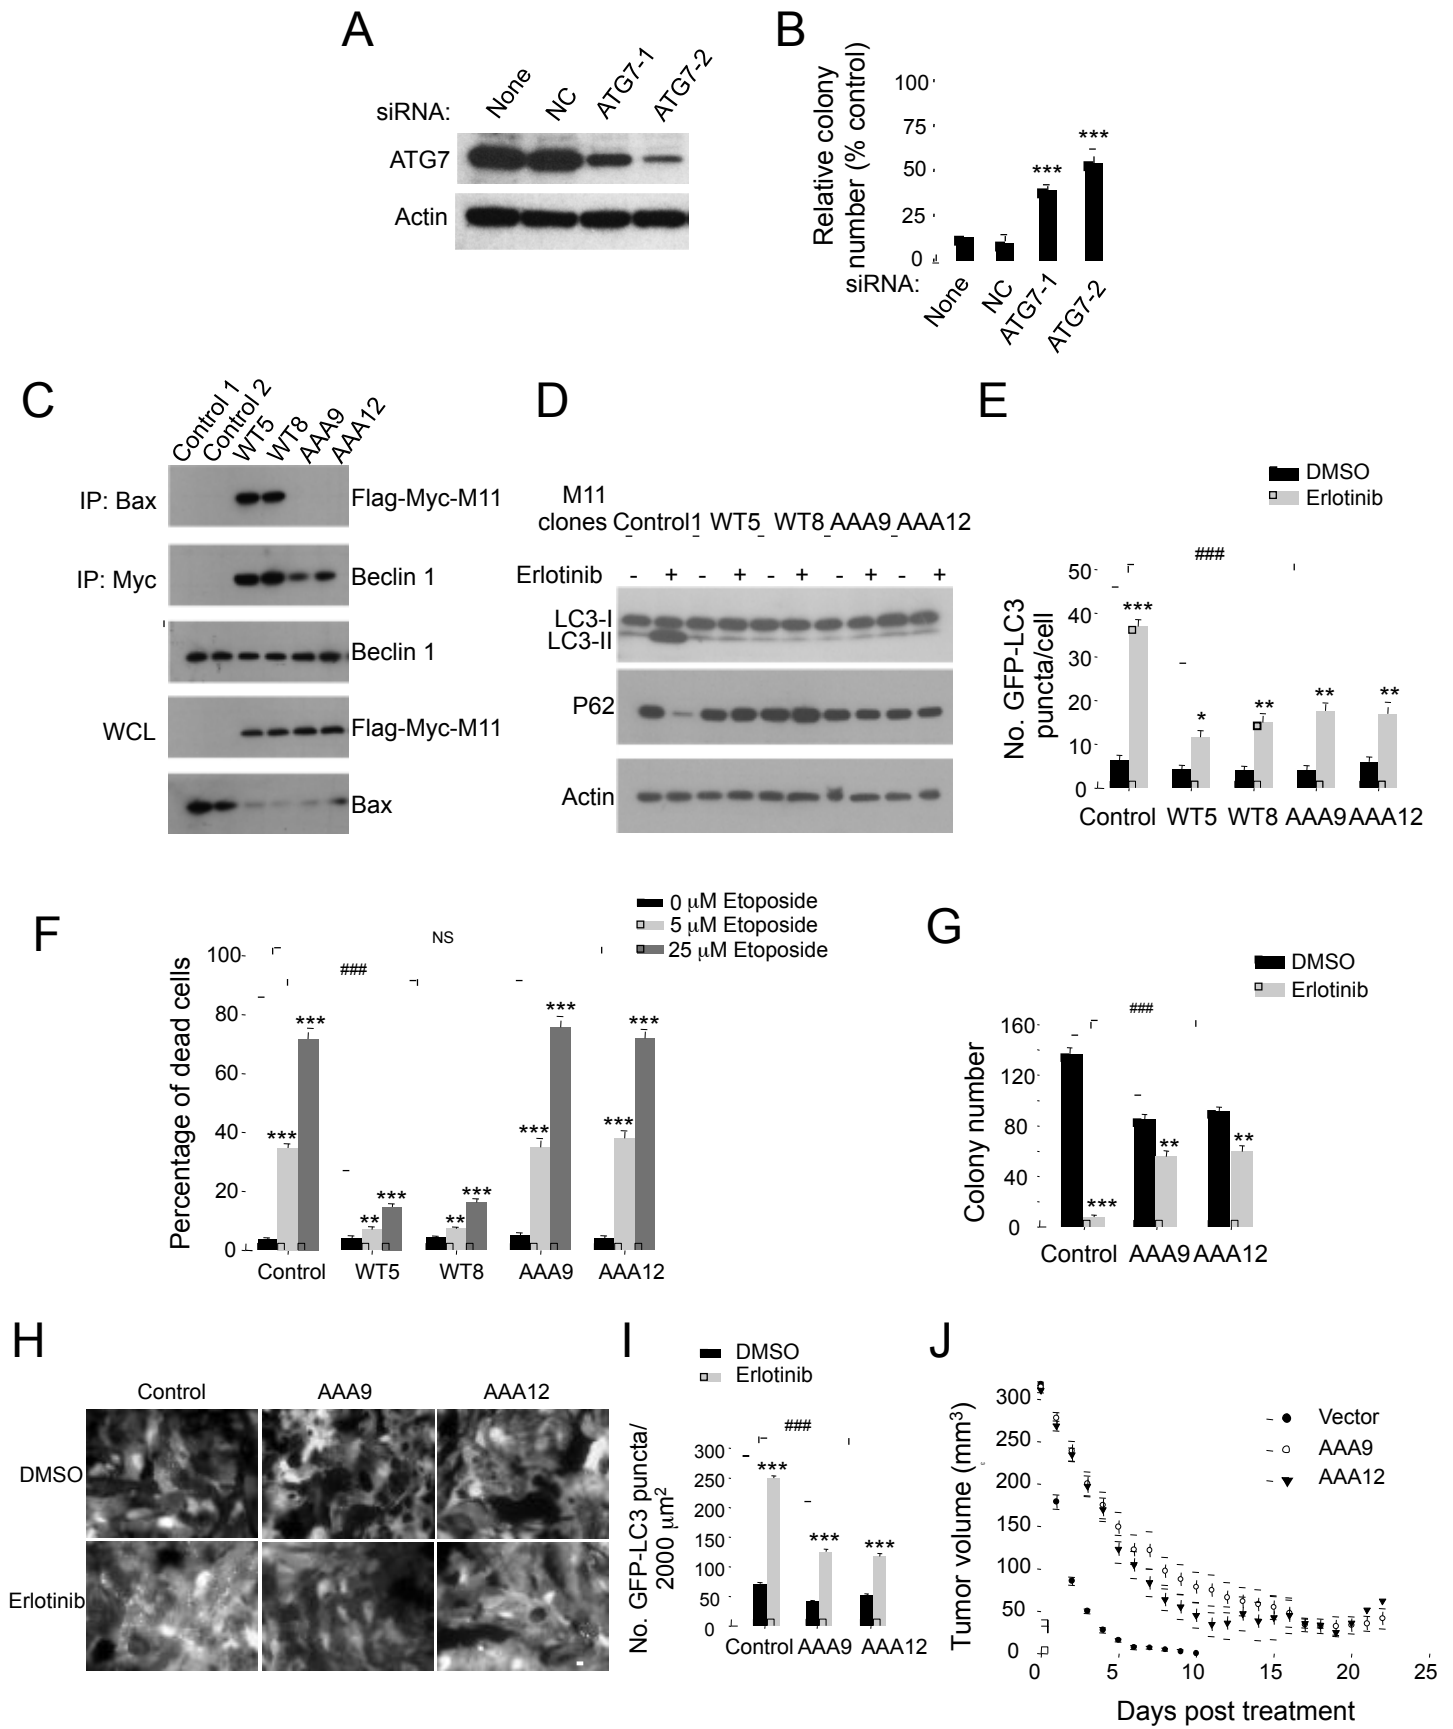 A
siRNA:
None
NC
ATG7-1
ATG7-2
ATG7
Actin
B
Relative colony
number (% control)
100
75
50
25
0
***
***
siRNA:
None
NC
ATG7-1
ATG7-2
C
Control 1
Control 2
WT5
WT8
AAA9
AAA12
IP: Bax
Flag-Myc-M11
IP: Myc
Beclin 1
Beclin 1
WCL
Flag-Myc-M11
Bax
D
M11
clones
Control1 WT5 WT8 AAA9 AAA12
Erlotinib - + - + - + - + - +
LC3-I
LC3-II
P62
Actin
E
DMSO
Erlotinib
###
No. GFP-LC3
puncta/cell
50
40
30
20
10
0
***
*
**
**
**
Control WT5 WT8 AAA9 AAA12
F
0 µM Etoposide
5 µM Etoposide
25 µM Etoposide
NS
###
Percentage of dead cells
100
80
60
40
20
0
***
***
**
***
**
***
***
***
***
***
Control WT5 WT8 AAA9 AAA12
G
DMSO
Erlotinib
###
Colony number
160
120
80
40
0
***
**
**
Control AAA9 AAA12
H
Control AAA9 AAA12
DMSO
Erlotinib
I
DMSO
Erlotinib
###
No. GFP-LC3 puncta/
2000 µm2
300
250
200
150
100
50
0
***
***
***
Control AAA9 AAA12
J
Tumor volume (mm3)
300
250
200
150
100
50
0
Vector
AAA9
AAA12
0 5 10 15 20 25
Days post treatment